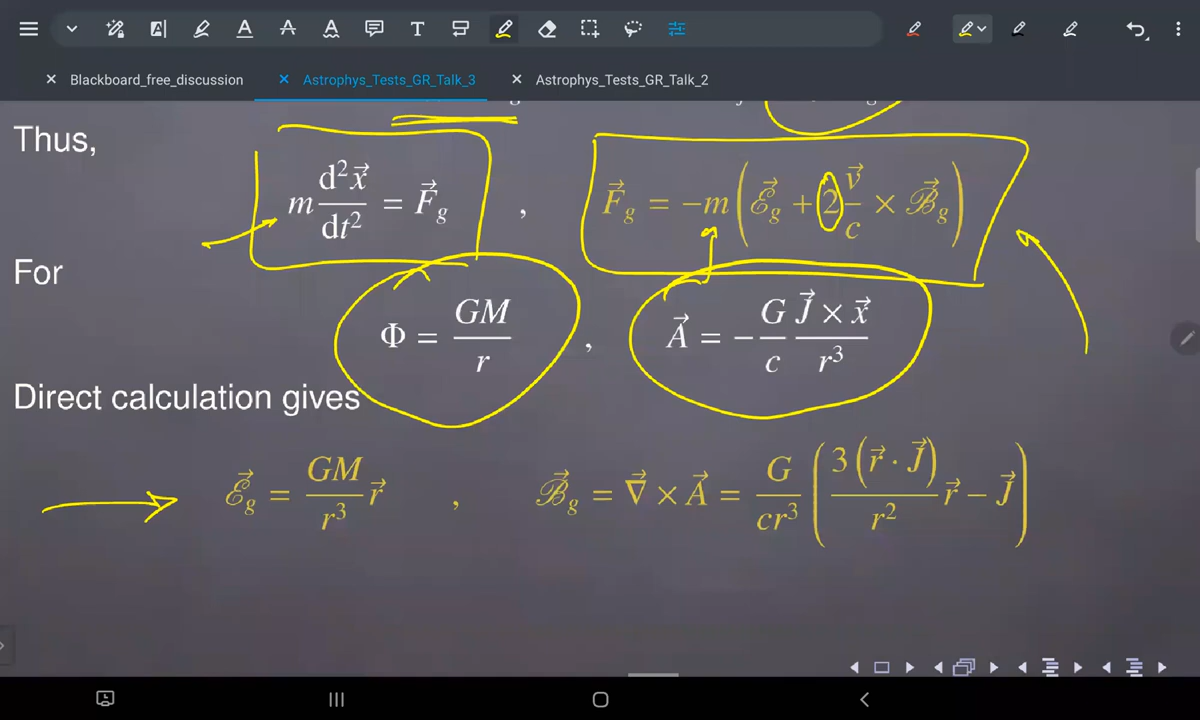 Blackboard_free_discussion Astrophys_Tests_GR_Talk_3 Astrophys_Tests_GR_Talk_2
Thus,
m d²x⃗/dt² = F⃗_g , F⃗_g = −m( ℰ⃗_g + 2 v⃗/c × ℬ⃗_g )
For
Φ = GM/r , A⃗ = − G/c J⃗ × x⃗/r³
Direct calculation gives
ℰ⃗_g = GM/r³ r⃗ , ℬ⃗_g = ∇⃗ × A⃗ = G/cr³ ( 3(r⃗ · J⃗)/r² r⃗ − J⃗ )